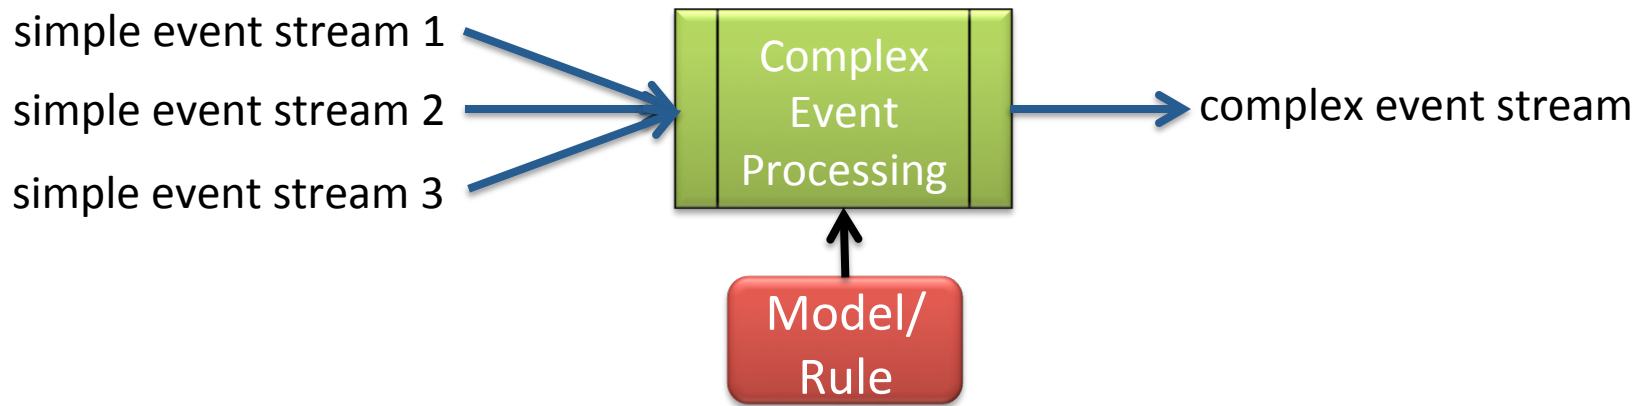 simple event stream 1
simple event stream 2
simple event stream 3
Complex
Event
Processing
complex event stream
Model/
Rule